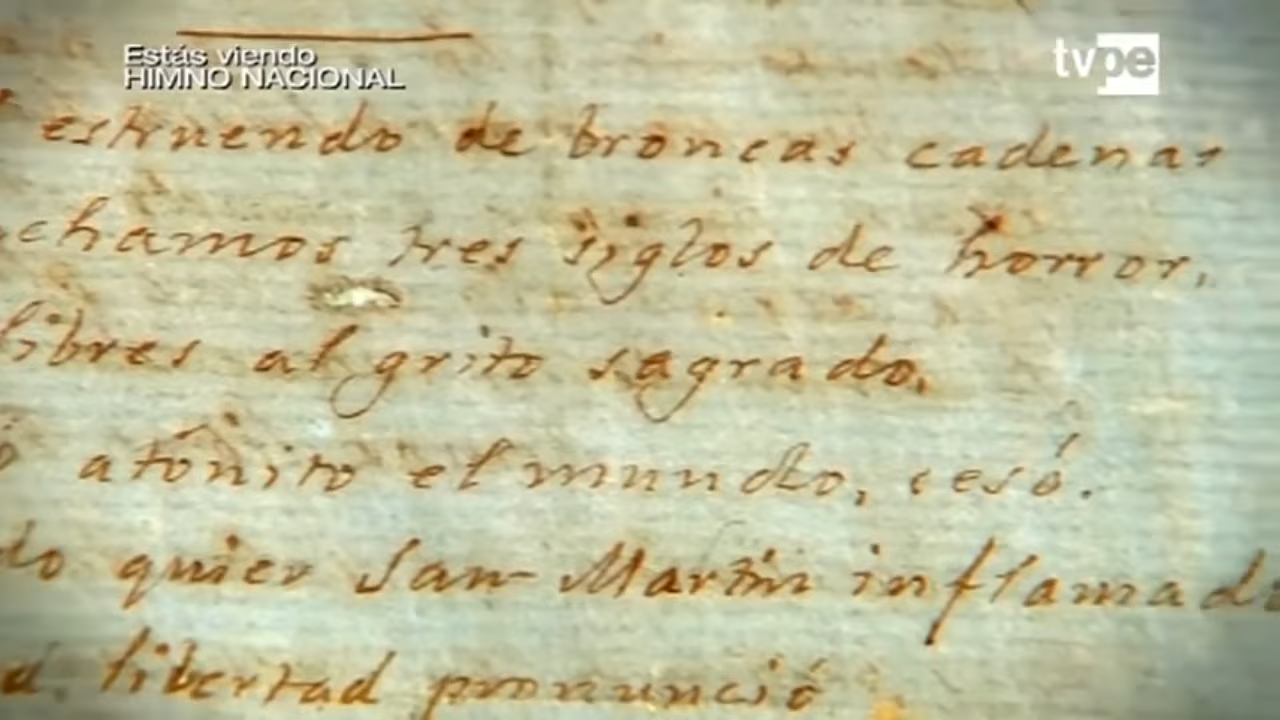 Estás viendo
HIMNO NACIONAL
tvpe
estruendo de broncas cadenas
chamos tres siglos de horror,
libres al grito sagrado,
ó atónito el mundo, cesó.
do quier San Martín inflamado
libertad pronunció